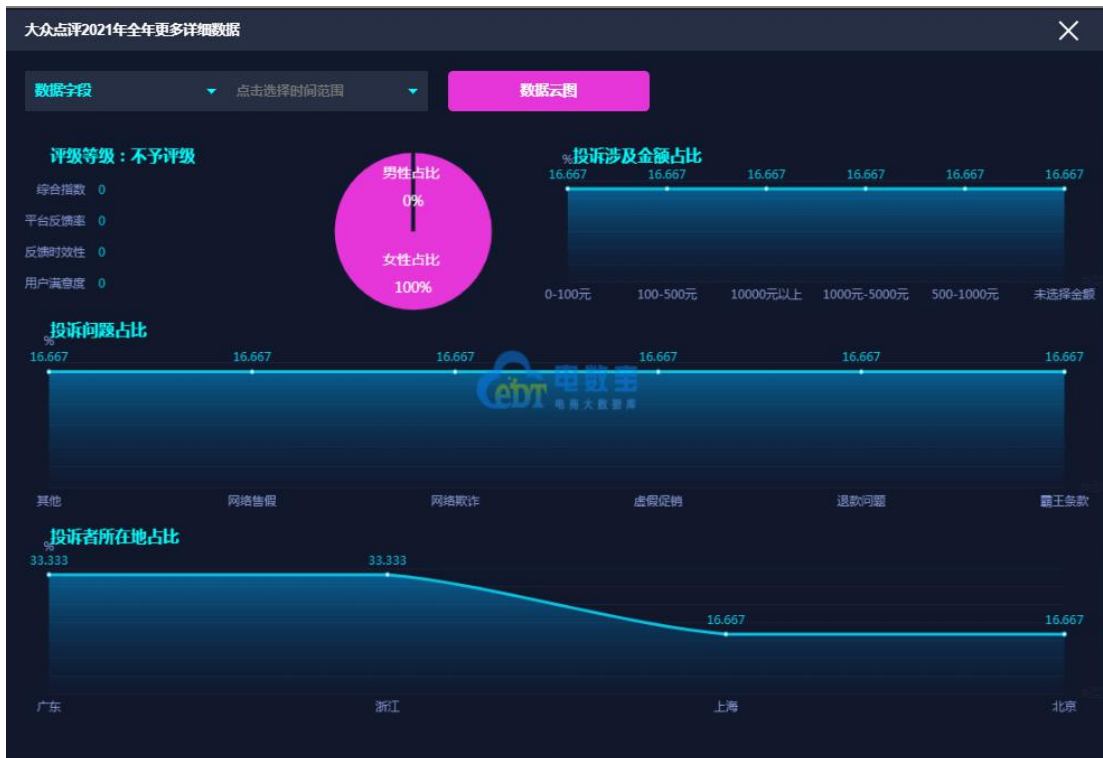 大众点评2021年全年更多详细数据
数据字段 点击选择时间范围 数据云图
评级等级：不予评级
综合指数 0
平台反馈率 0
反馈时效性 0
用户满意度 0
男性占比
0%
女性占比
100%
%投诉涉及金额占比
16.667 16.667 16.667 16.667 16.667 16.667
0-100元 100-500元 10000元以上 1000元-5000元 500-1000元 未选择金额
投诉问题占比
%
16.667 16.667 16.667 16.667 16.667 16.667
eDT 电数宝
电商大数据库
其他 网络售假 网络欺诈 虚假促销 退款问题 霸王条款
投诉者所在地占比
%
33.333 33.333 16.667 16.667
广东 浙江 上海 北京